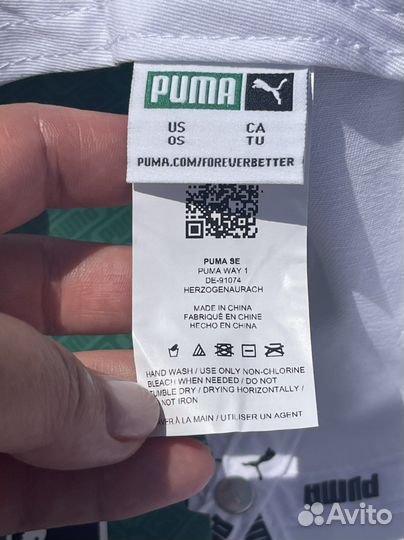 PUMA
US CA
OS TU
PUMA.COM/FOREVERBETTER
PUMA SE
PUMA WAY 1
DE-91074
HERZOGENAURACH
MADE IN CHINA
FABRIQUÉ EN CHINE
HECHO EN CHINA
HAND WASH / USE ONLY NON-CHLORINE
BLEACH WHEN NEEDED / DO NOT
TUMBLE DRY / DRYING HORIZONTALLY /
NOT IRON
À LA MAIN / UTILISER UN AGENT
PUMA
Avito